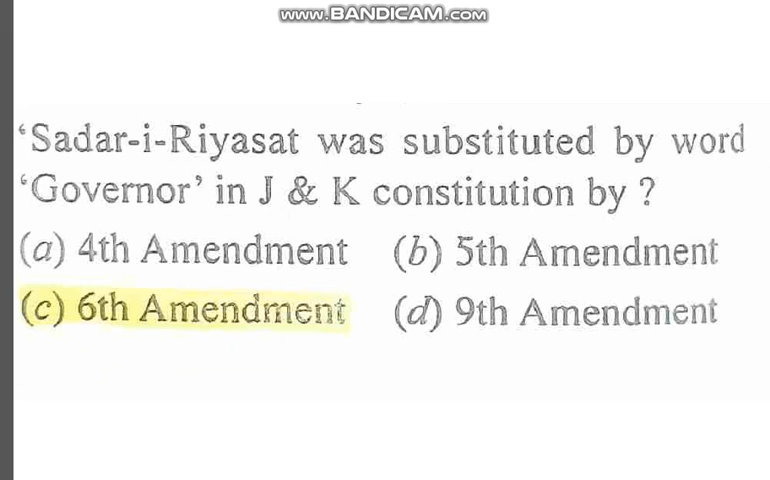 www.BANDICAM.com
‘Sadar-i-Riyasat was substituted by word
‘Governor’ in J & K constitution by ?
(a) 4th Amendment (b) 5th Amendment
(c) 6th Amendment (d) 9th Amendment